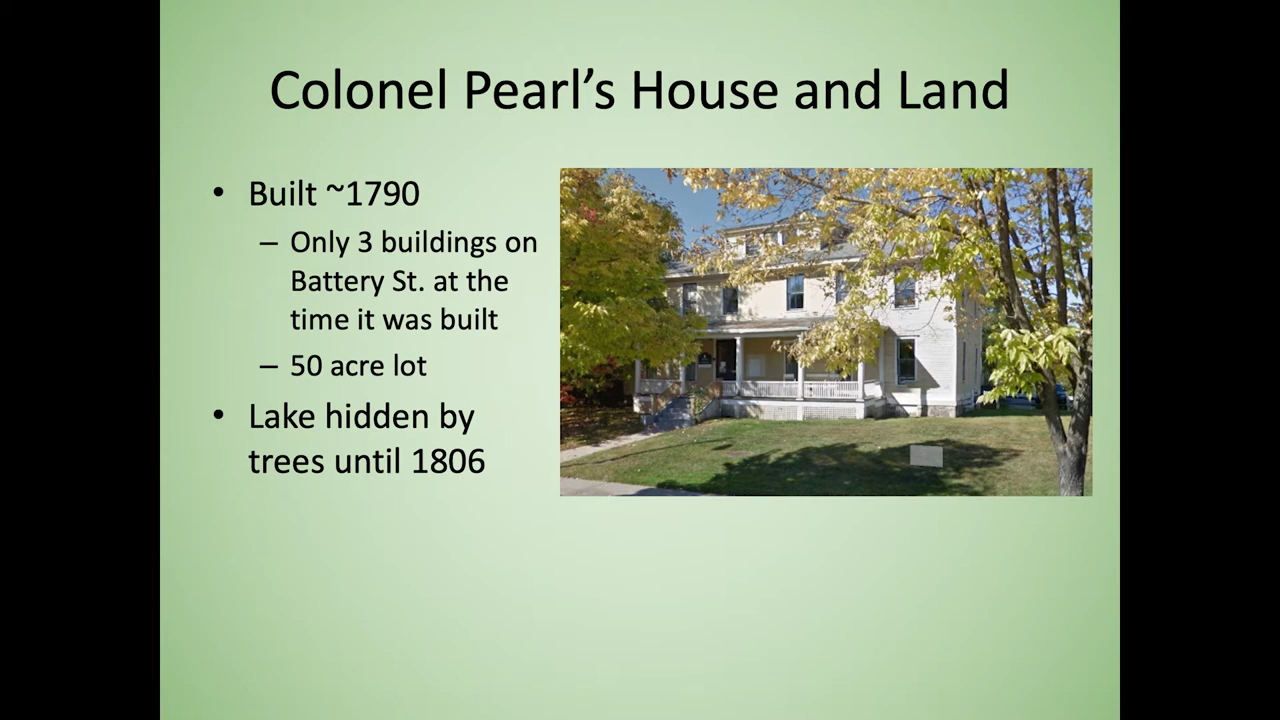 Colonel Pearl’s House and Land
• Built ~1790
– Only 3 buildings on
Battery St. at the
time it was built
– 50 acre lot
• Lake hidden by
trees until 1806